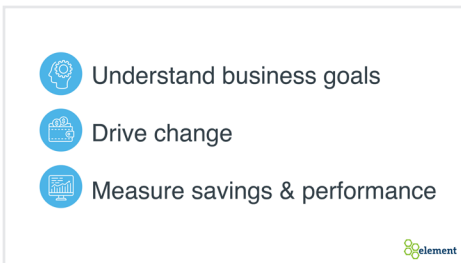 Understand business goals
Drive change
Measure savings & performance
element